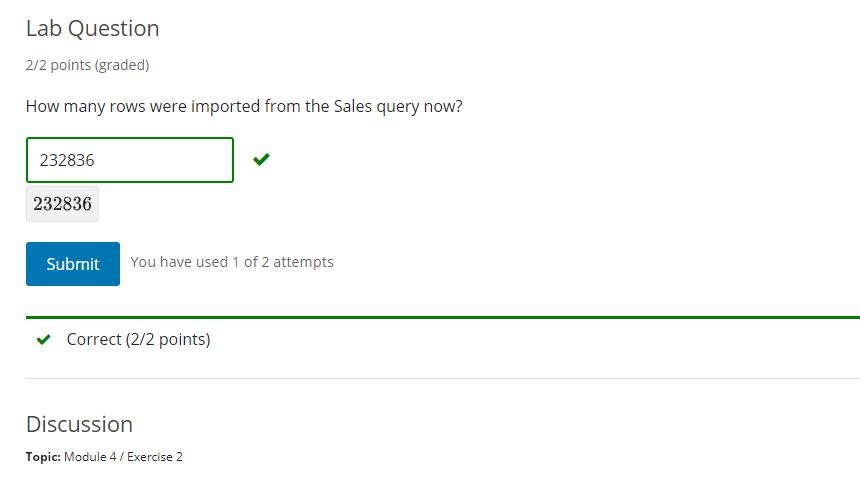 Lab Question
2/2 points (graded)
How many rows were imported from the Sales query now?
232836
232836
Submit You have used 1 of 2 attempts
Correct (2/2 points)
Discussion
Topic: Module 4 / Exercise 2